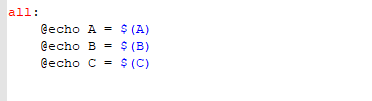 all:
    @echo A = $(A)
    @echo B = $(B)
    @echo C = $(C)